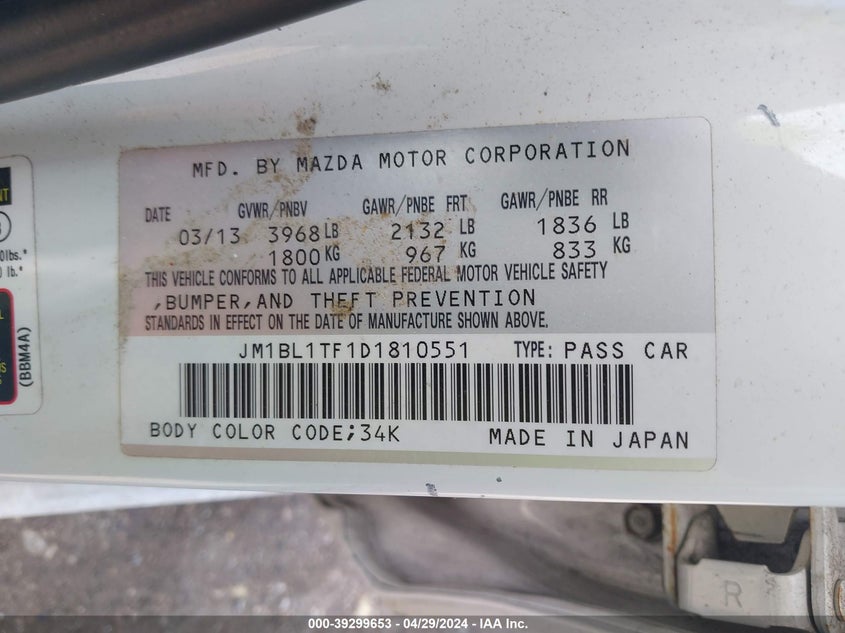 MFD. BY MAZDA MOTOR CORPORATION
DATE GVWR/PNBV GAWR/PNBE FRT GAWR/PNBE RR
03/13 3968 LB 2132 LB 1836 LB
1800 KG 967 KG 833 KG
THIS VEHICLE CONFORMS TO ALL APPLICABLE FEDERAL MOTOR VEHICLE SAFETY
,BUMPER,AND THEFT PREVENTION
STANDARDS IN EFFECT ON THE DATE OF MANUFACTURE SHOWN ABOVE.
JM1BL1TF1D1810551 TYPE: PASS CAR
BODY COLOR CODE;34K MADE IN JAPAN
(BBM4A)
R
000-39299653 - 04/29/2024 - IAA Inc.